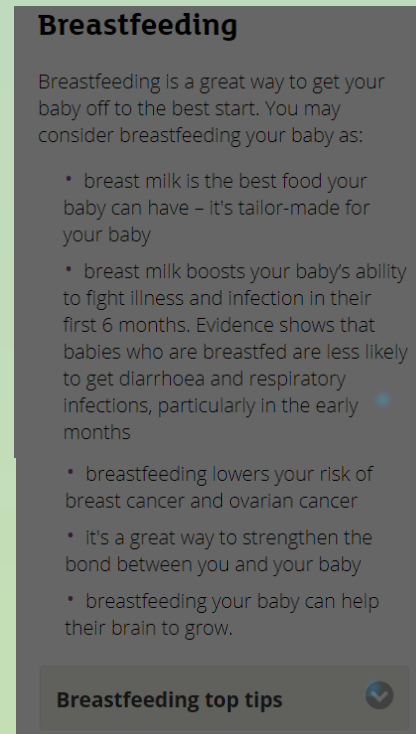 Breastfeeding
Breastfeeding is a great way to get your
baby off to the best start. You may
consider breastfeeding your baby as:
• breast milk is the best food your
baby can have – it's tailor-made for
your baby
• breast milk boosts your baby’s ability
to fight illness and infection in their
first 6 months. Evidence shows that
babies who are breastfed are less likely
to get diarrhoea and respiratory
infections, particularly in the early
months
• breastfeeding lowers your risk of
breast cancer and ovarian cancer
• it's a great way to strengthen the
bond between you and your baby
• breastfeeding your baby can help
their brain to grow.
Breastfeeding top tips